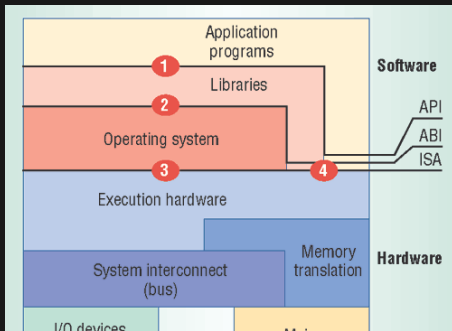 Application
programs
1
Software
Libraries
2
API
ABI
Operating system
ISA
3
4
Execution hardware
Memory
translation
Hardware
System interconnect
(bus)
I/O devices